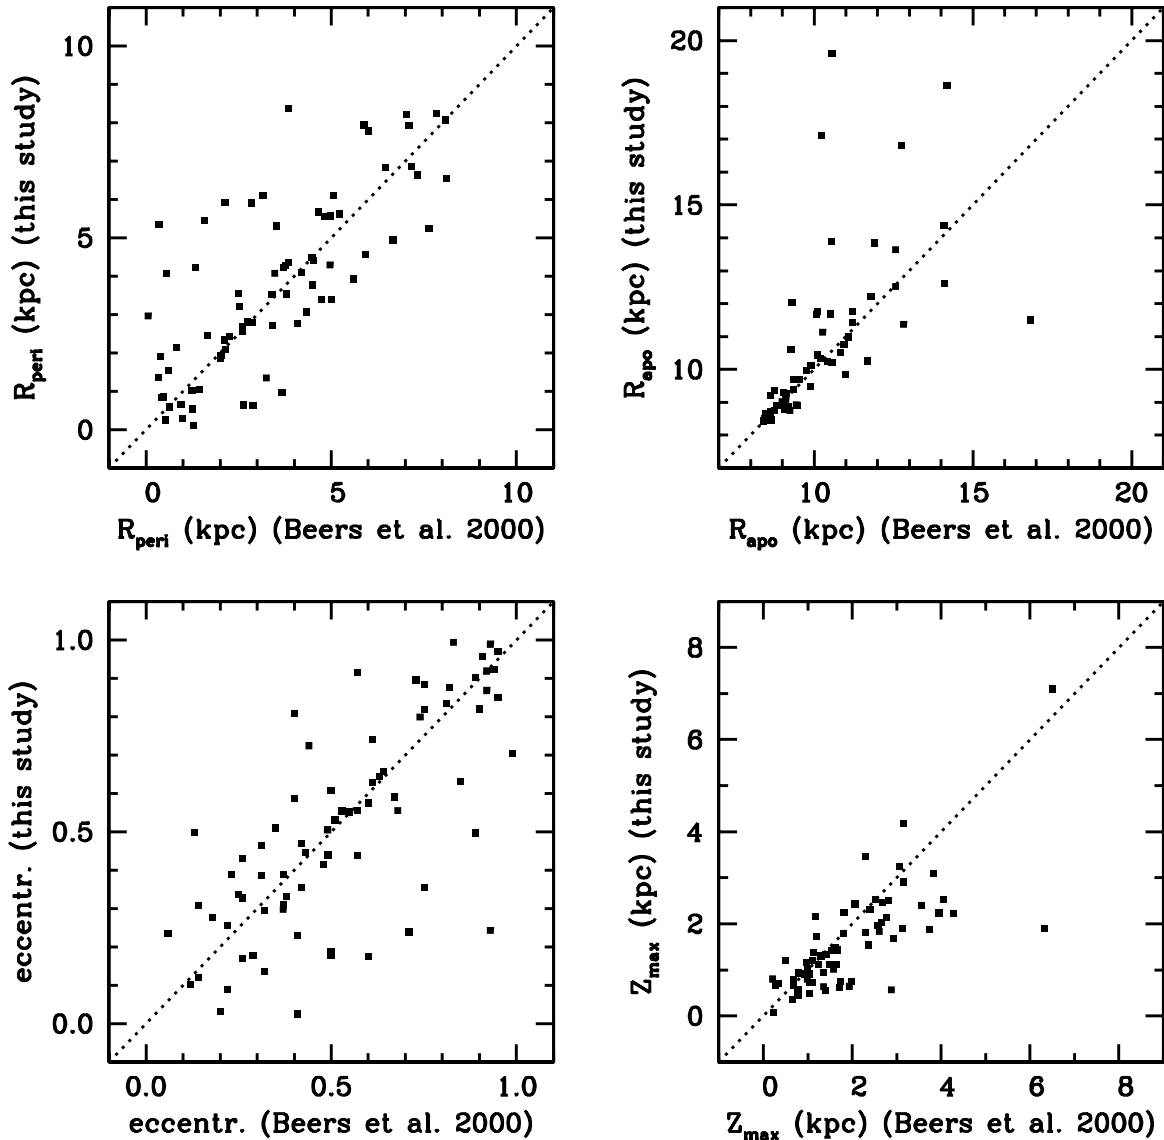 10
5
0
R_peri (kpc) (this study)
0 5 10
R_peri (kpc) (Beers et al. 2000)
20
15
10
R_apo (kpc) (this study)
10 15 20
R_apo (kpc) (Beers et al. 2000)
1.0
0.5
0.0
eccentr. (this study)
0.0 0.5 1.0
eccentr. (Beers et al. 2000)
8
6
4
2
0
Z_max (kpc) (this study)
0 2 4 6 8
Z_max (kpc) (Beers et al. 2000)